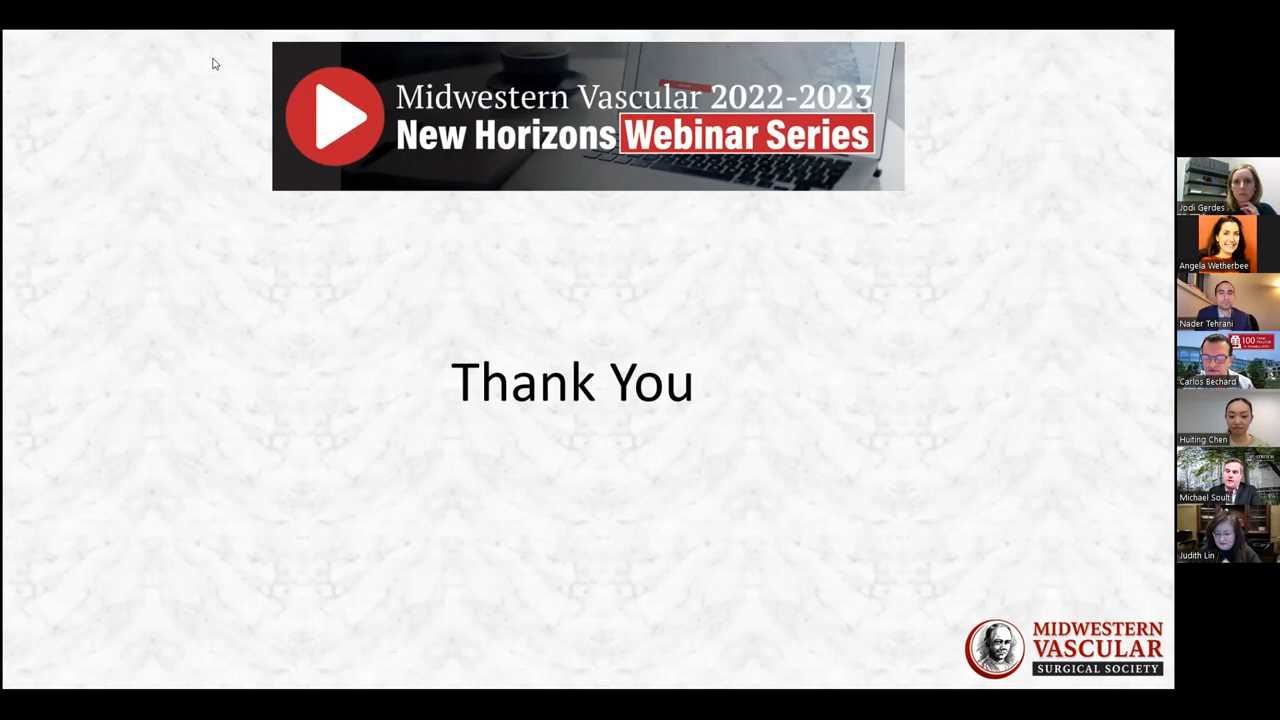 Midwestern Vascular 2022-2023
New Horizons Webinar Series
Thank You
MIDWESTERN
VASCULAR
SURGICAL SOCIETY
Jodi Gerdes
Angela Wetherbee
Nader Tehrani
100
Carlos Bechard
Huiting Chen
Michael Soult
Judith Lin